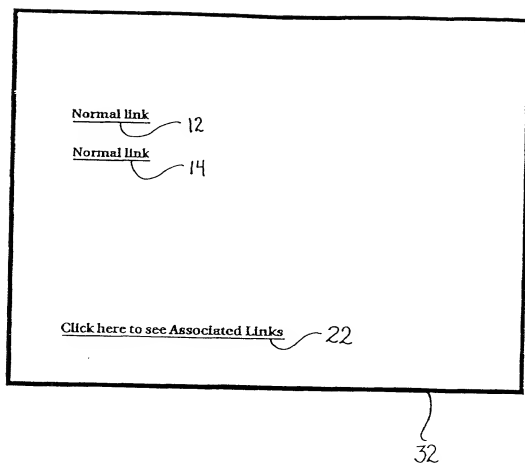 Normal link 12
Normal link 14
Click here to see Associated Links 22
32